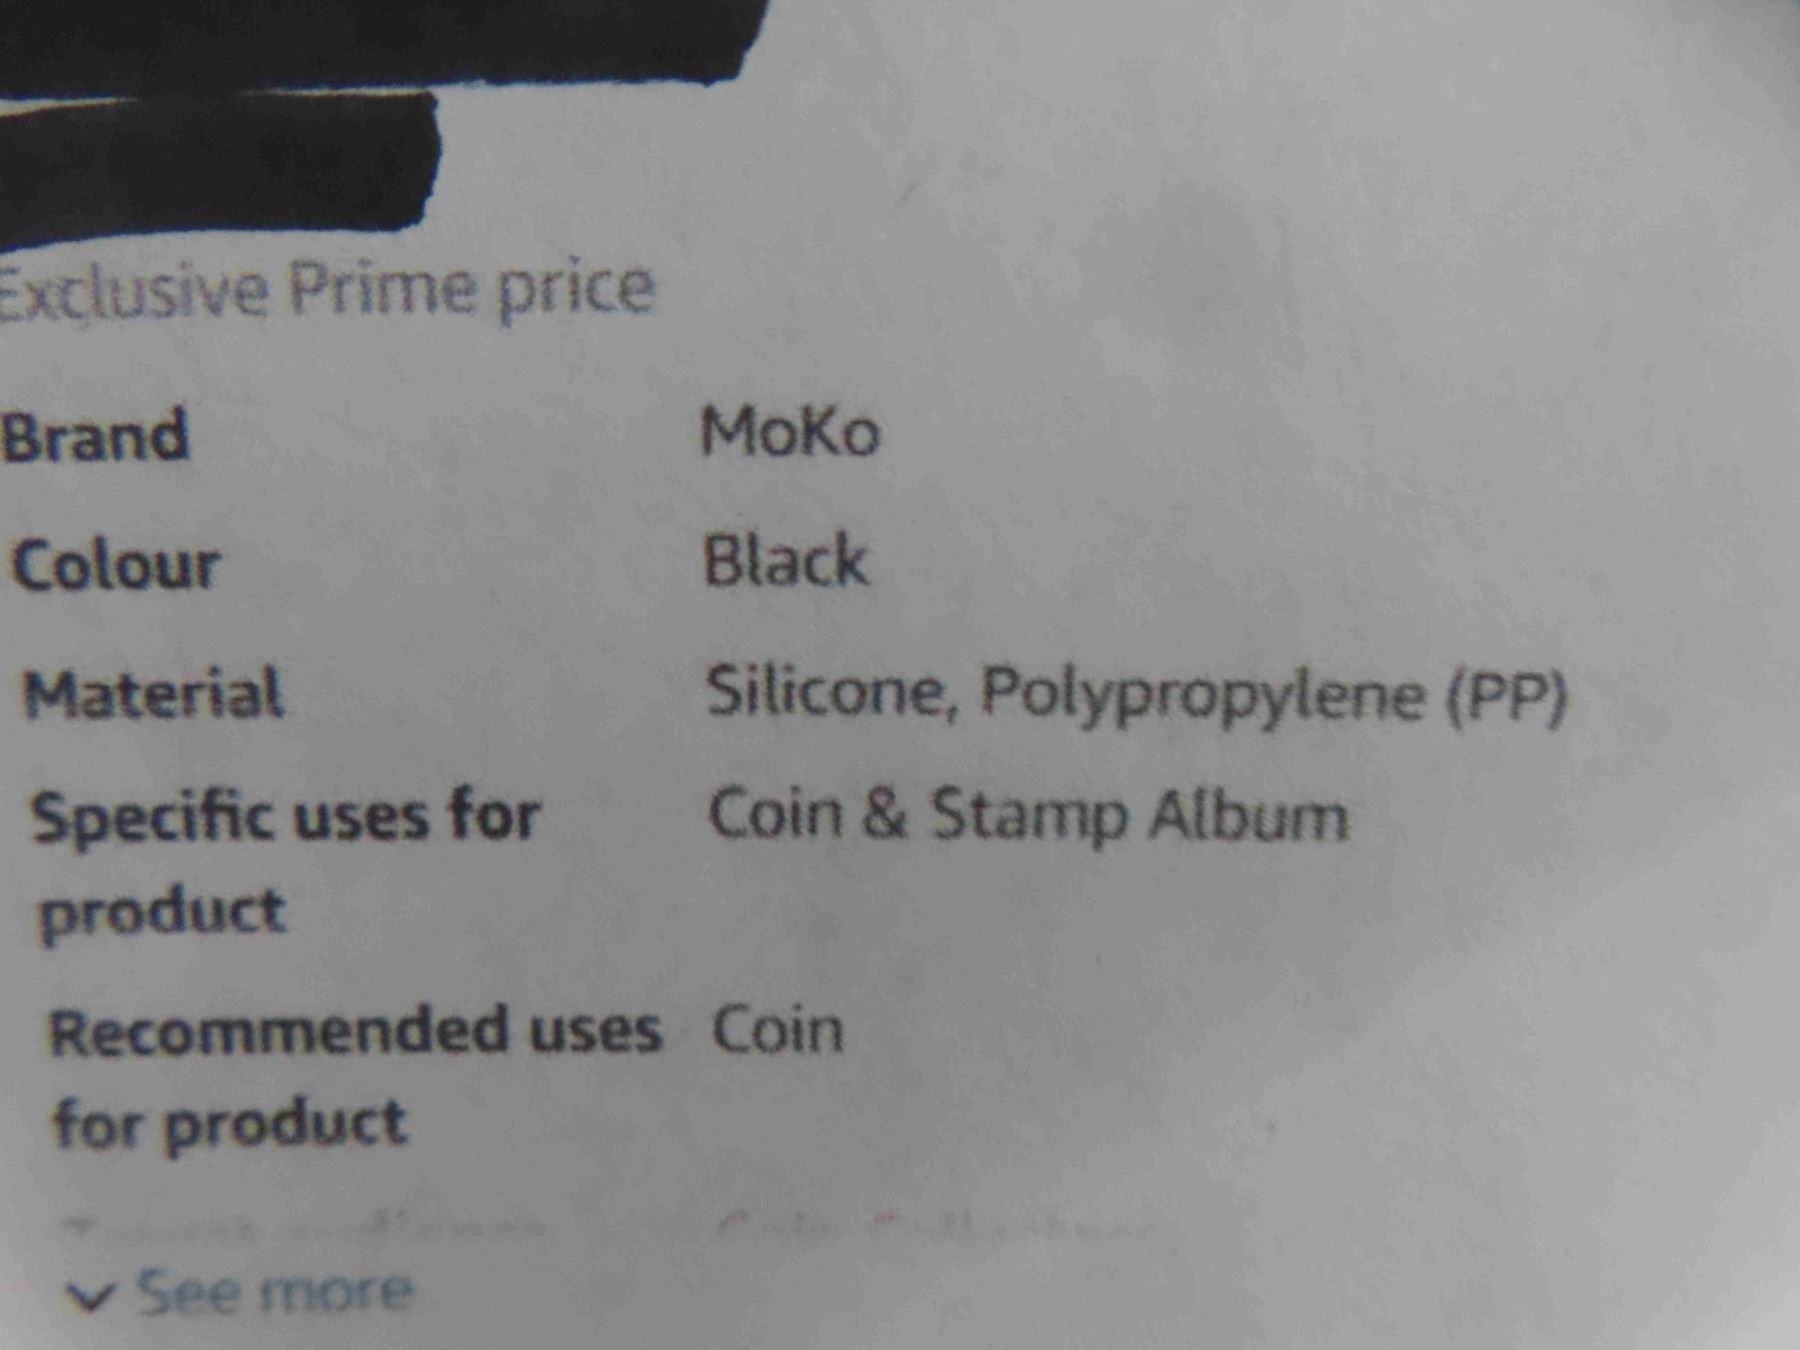 Exclusive Prime price
Brand MoKo
Colour Black
Material Silicone, Polypropylene (PP)
Specific uses for Coin & Stamp Album
product
Recommended uses Coin
for product
See more